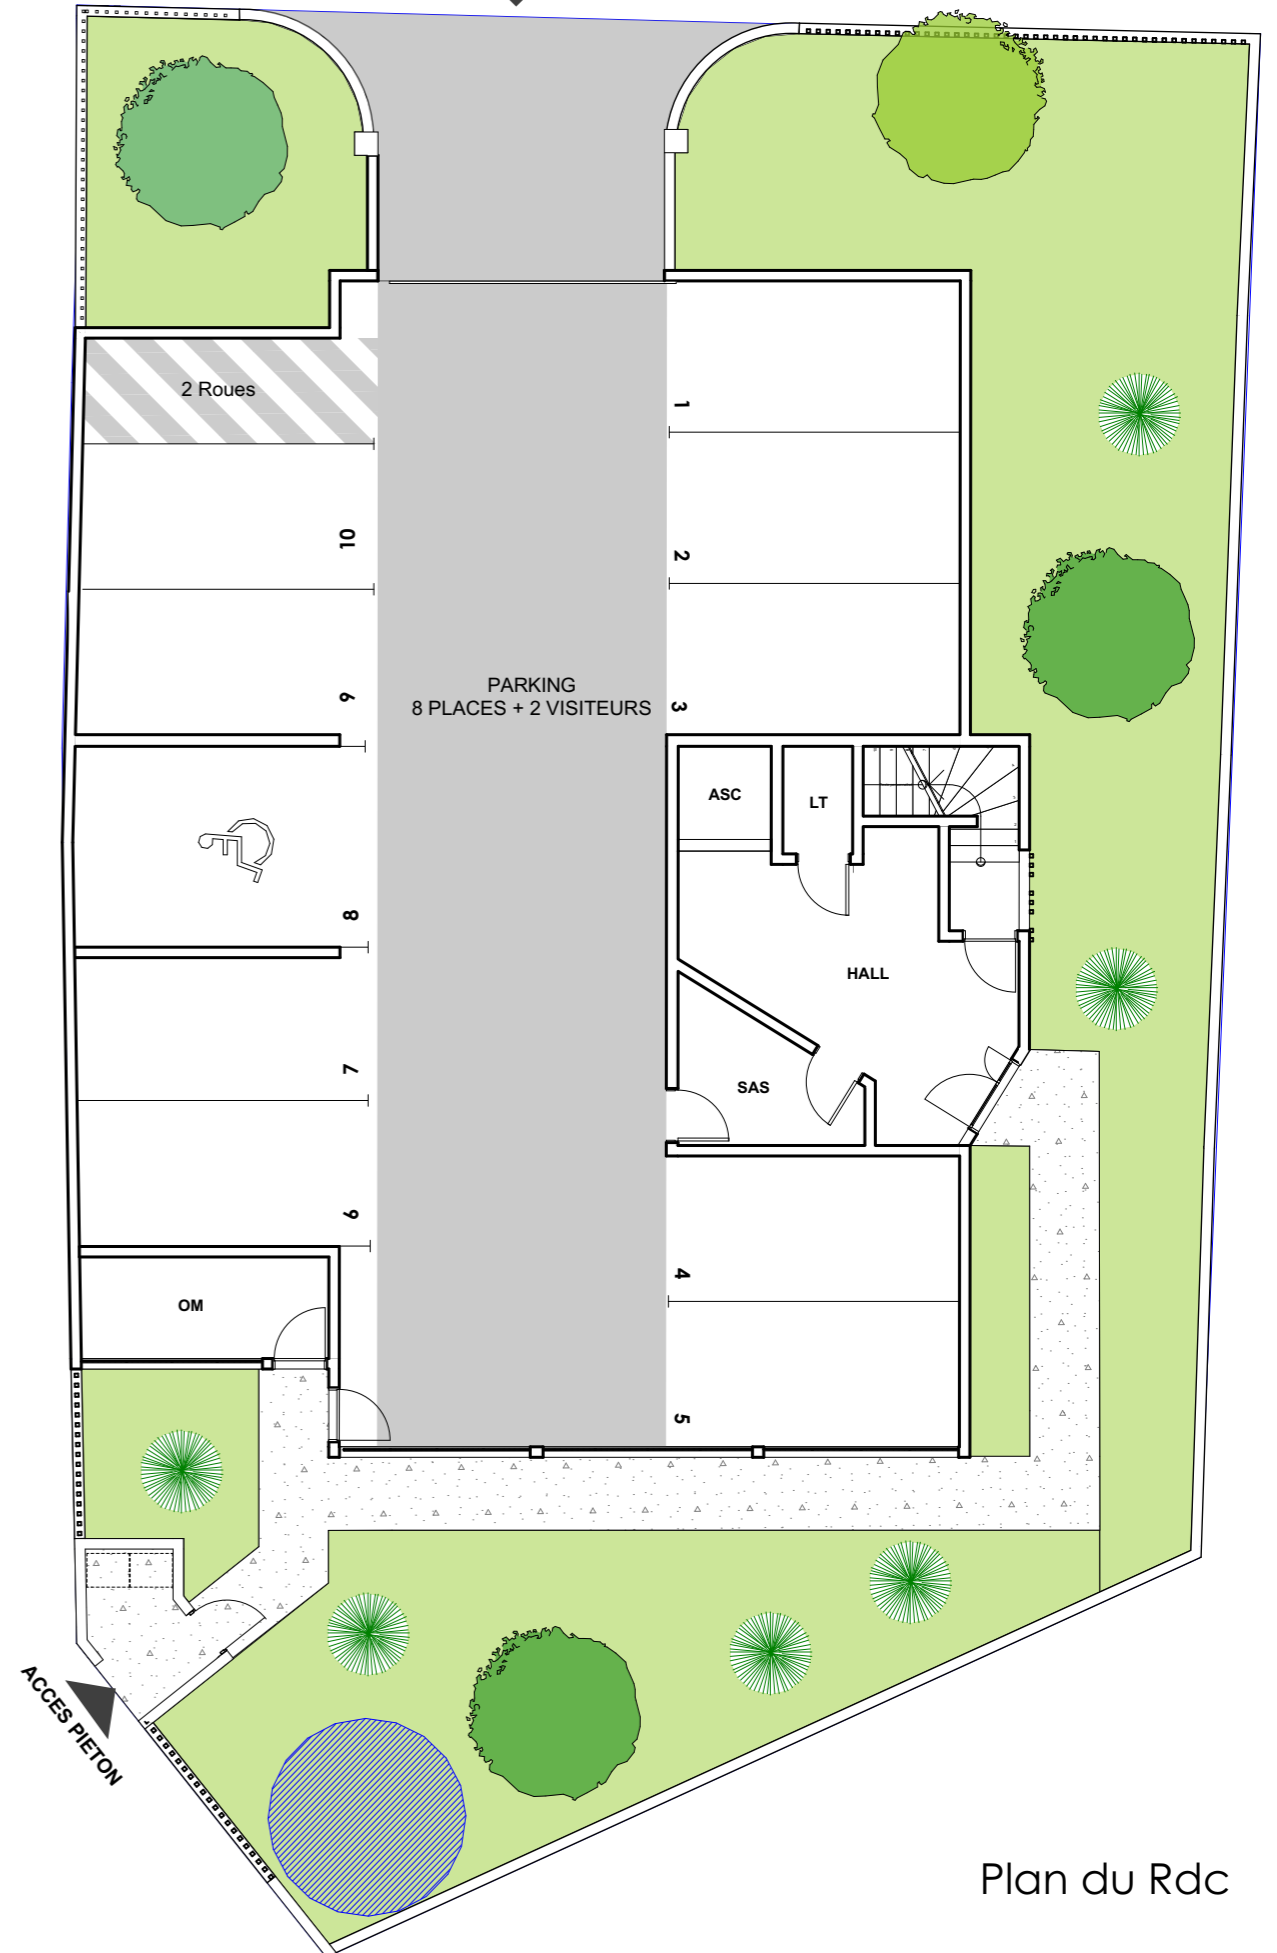 2 Roues
1
10
2
9
PARKING
8 PLACES + 2 VISITEURS
3
ASC
LT
8
HALL
7
SAS
6
4
OM
5
ACCES PIETON
Plan du Rdc